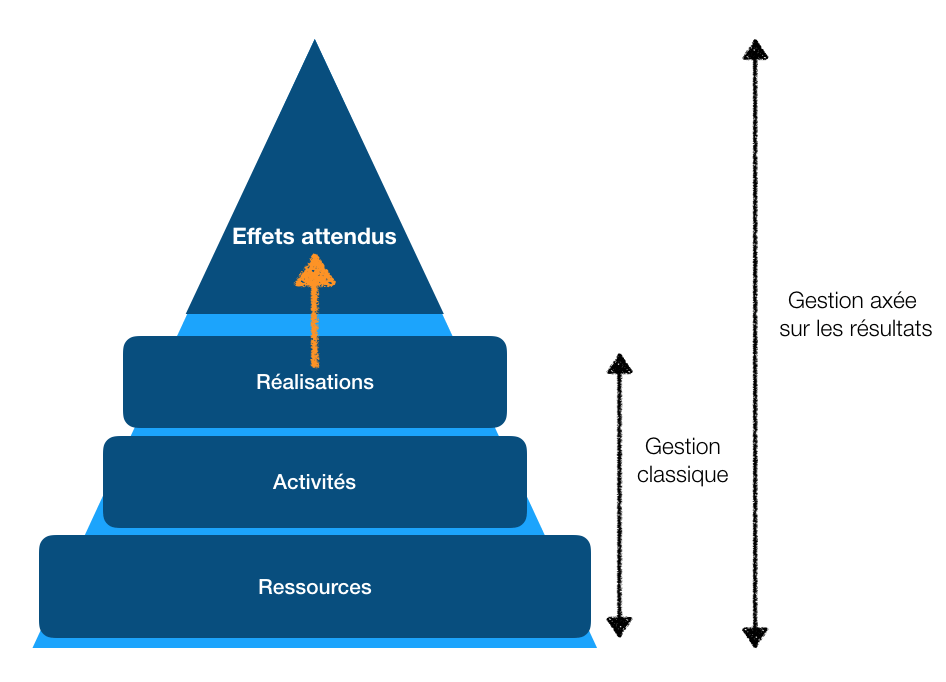 Effets attendus
Réalisations
Activités
Ressources
Gestion
classique
Gestion axée
sur les résultats